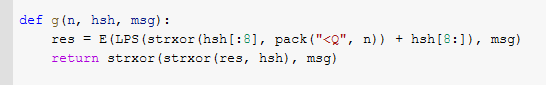 def g(n, hsh, msg):
    res = E(LPS(strxor(hsh[:8], pack("<Q", n)) + hsh[8:]), msg)
    return strxor(strxor(res, hsh), msg)